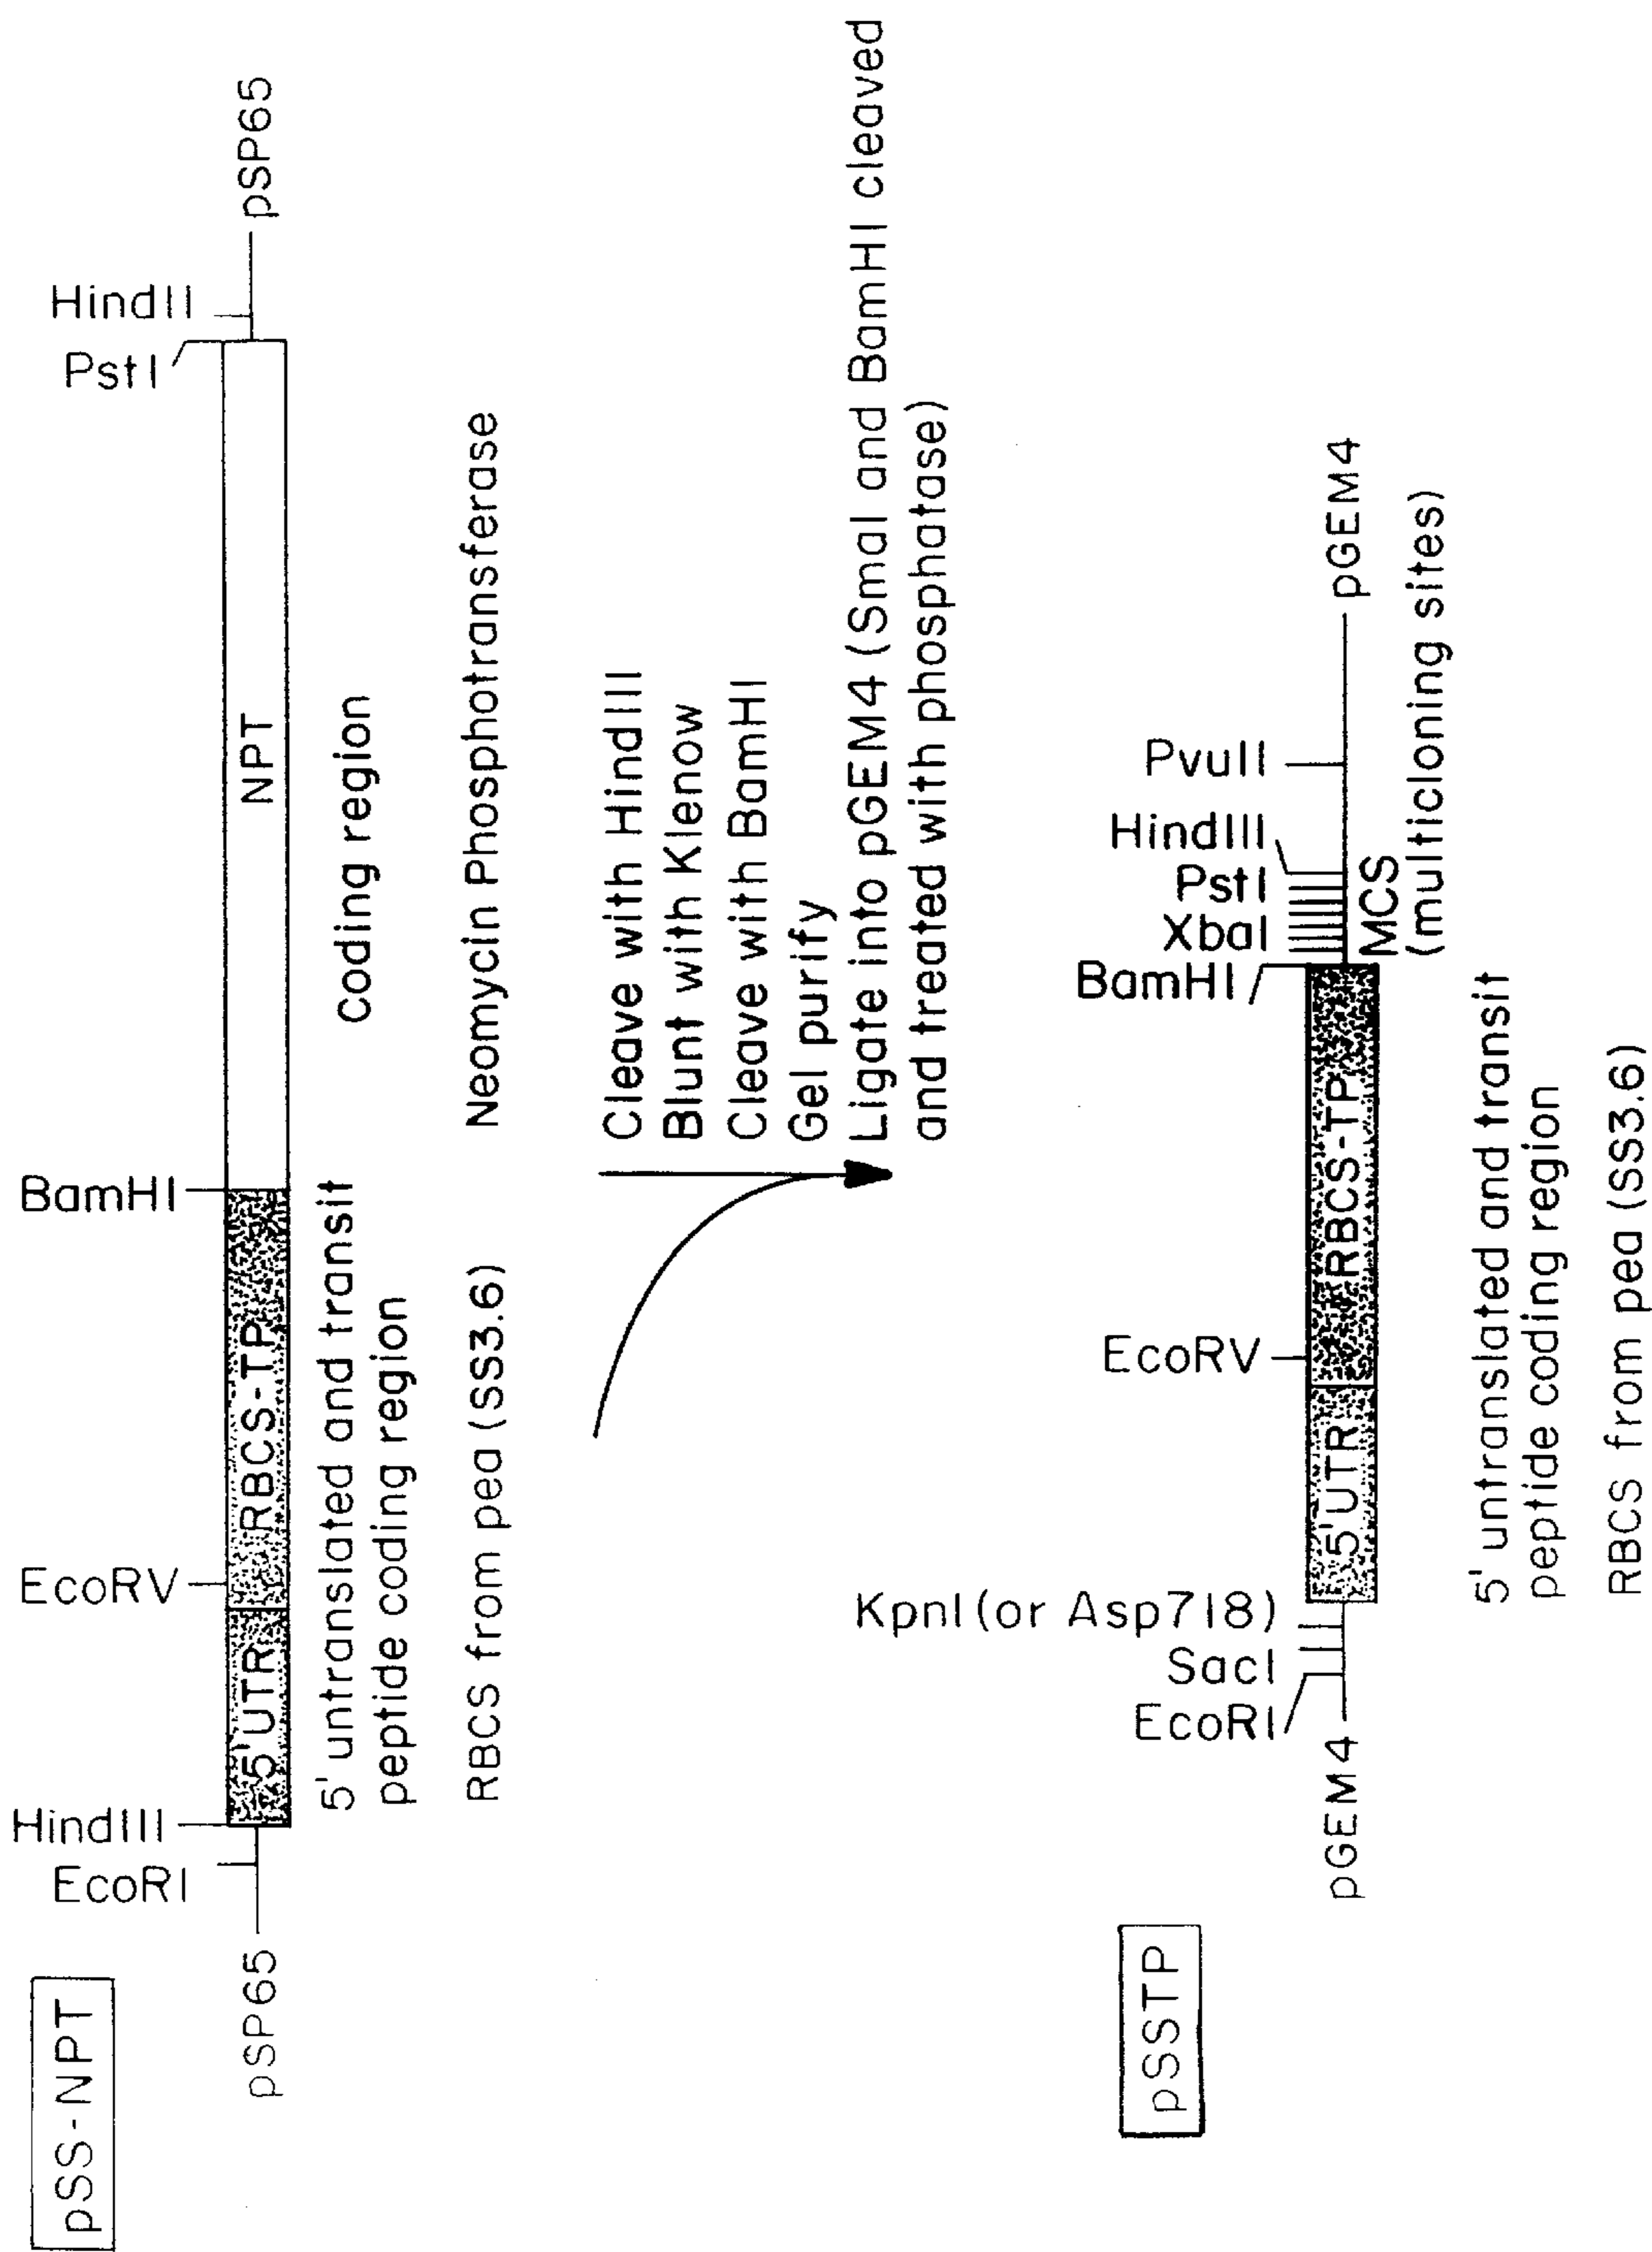 pSS-NPT
EcoRI
HindIII
EcoRV
BamHI
PstI
HindII
pSP65
5'UTR
RBCS-TP
NPT
pSP65
5' untranslated and transit
peptide coding region
Coding region
RBCS from pea (SS3.6)
Neomycin Phosphotransferase
Cleave with HindIII
Blunt with Klenow
Cleave with BamHI
Gel purify
Ligate into pGEM4 (SmaI and BamHI cleaved
and treated with phosphatase)
pSSTP
EcoRI
SacI
KpnI (or Asp718)
EcoRV
BamHI
XbaI
PstI
HindIII
PvuII
pGEM4
5'UTR
RBCS-TP
MCS
(multicloning sites)
pGEM4
5' untranslated and transit
peptide coding region
RBCS from pea (SS3.6)